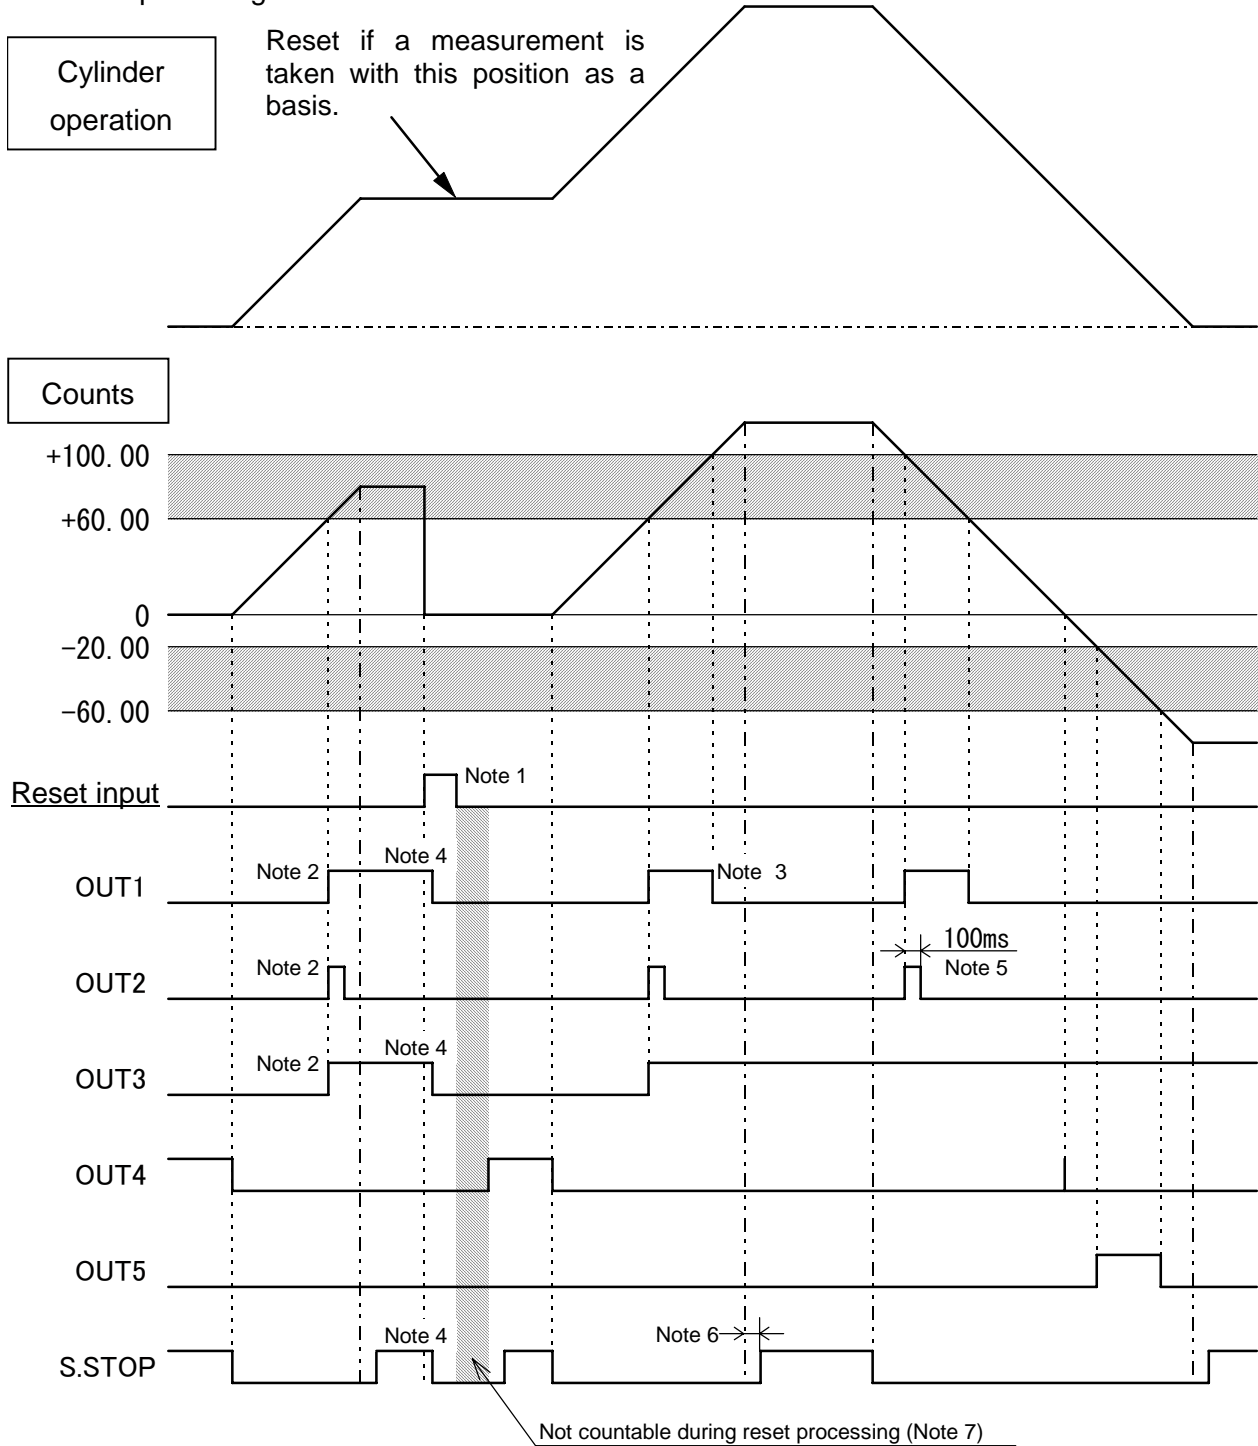 Reset if a measurement is
taken with this position as a
basis.
Cylinder
operation
Counts
+100.00
+60.00
0
-20.00
-60.00
Reset input
Note 1
OUT1
Note 2
Note 4
Note 3
OUT2
Note 2
100ms
Note 5
OUT3
Note 2
Note 4
OUT4
OUT5
S.STOP
Note 4
Note 6
Not countable during reset processing (Note 7)